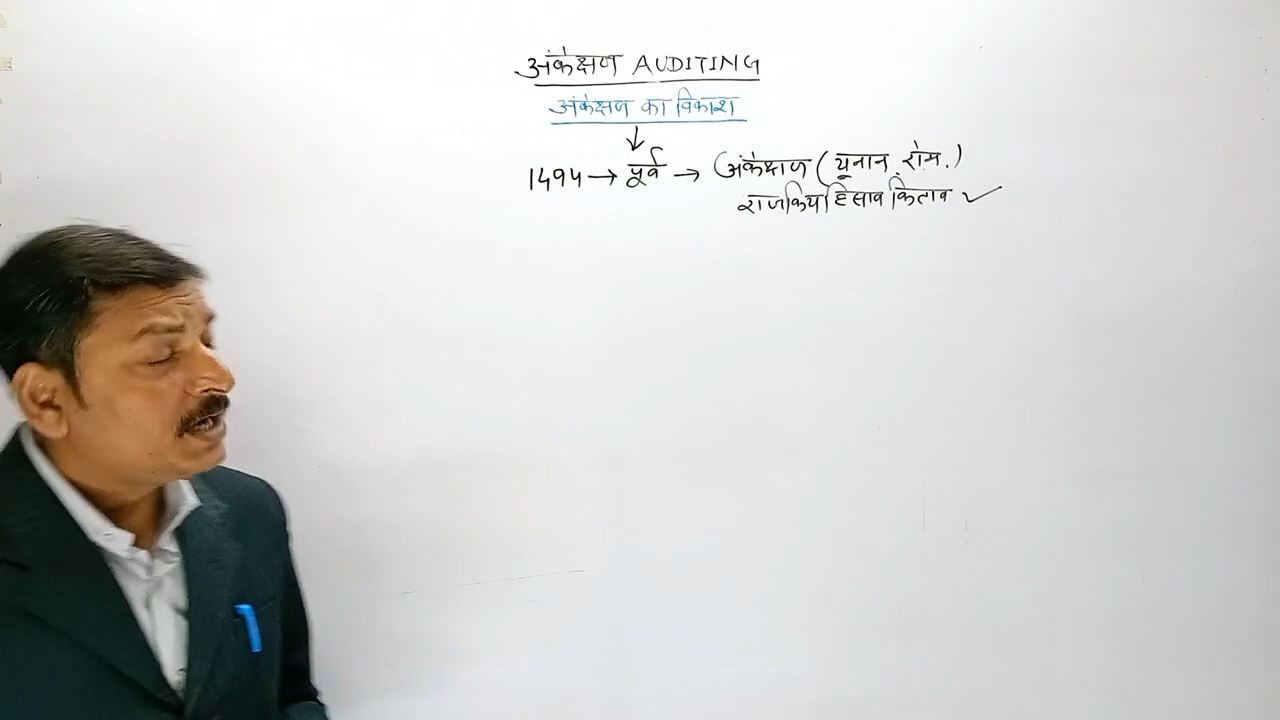 अंकेक्षण AUDITING
अंकेक्षण का विकाश
1494 → पूर्व → अंकेक्षण (यूनान, रोम.)
राजकिय हिसाब किताब ✓